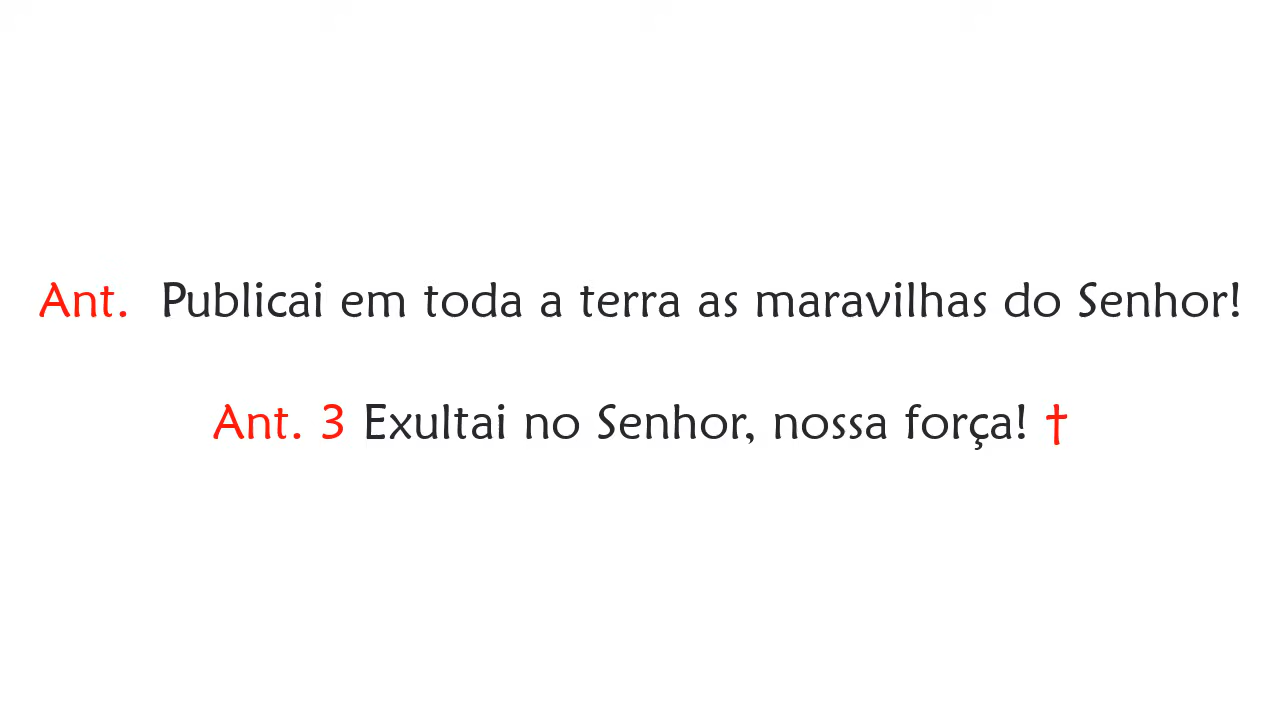 Ant. Publicai em toda a terra as maravilhas do Senhor!
Ant. 3 Exultai no Senhor, nossa força! †